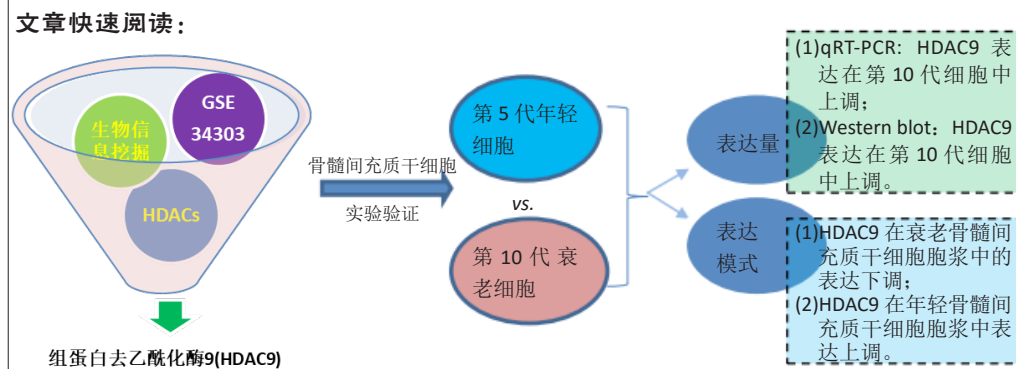 文章快速阅读：
GSE
34303
生物信
息挖掘
HDACs
组蛋白去乙酰化酶9(HDAC9)
骨髓间充质干细胞
实验验证
第 5 代年轻
细胞
vs.
第 10 代 衰
老细胞
表达量
(1)qRT-PCR: HDAC9 表
达在第 10 代细胞中
上调；
(2)Western blot：HDAC9
表达在第 10 代细胞
中上调。
表达
模式
(1)HDAC9 在衰老骨髓间
充质干细胞胞浆中的
表达下调；
(2)HDAC9 在年轻骨髓间
充质干细胞胞浆中表
达上调。